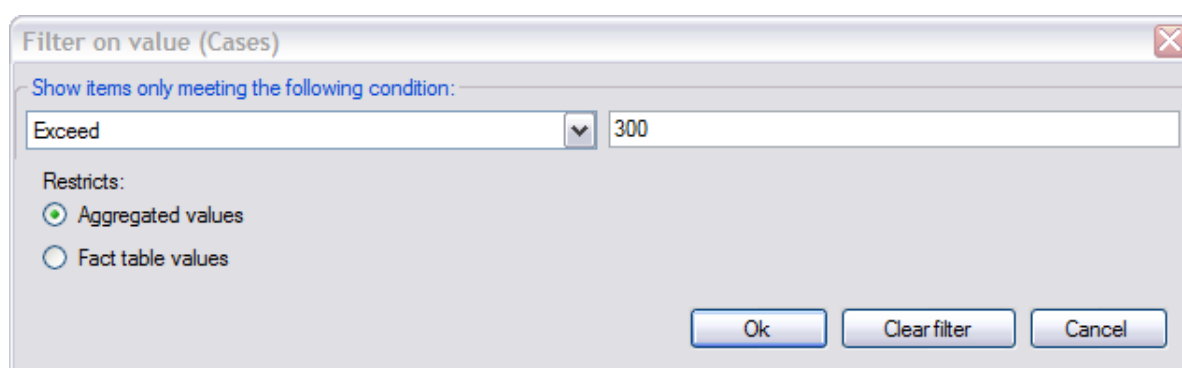 Filter on value (Cases)
Show items only meeting the following condition:
Exceed 300
Restricts:
Aggregated values
Fact table values
Ok Clear filter Cancel